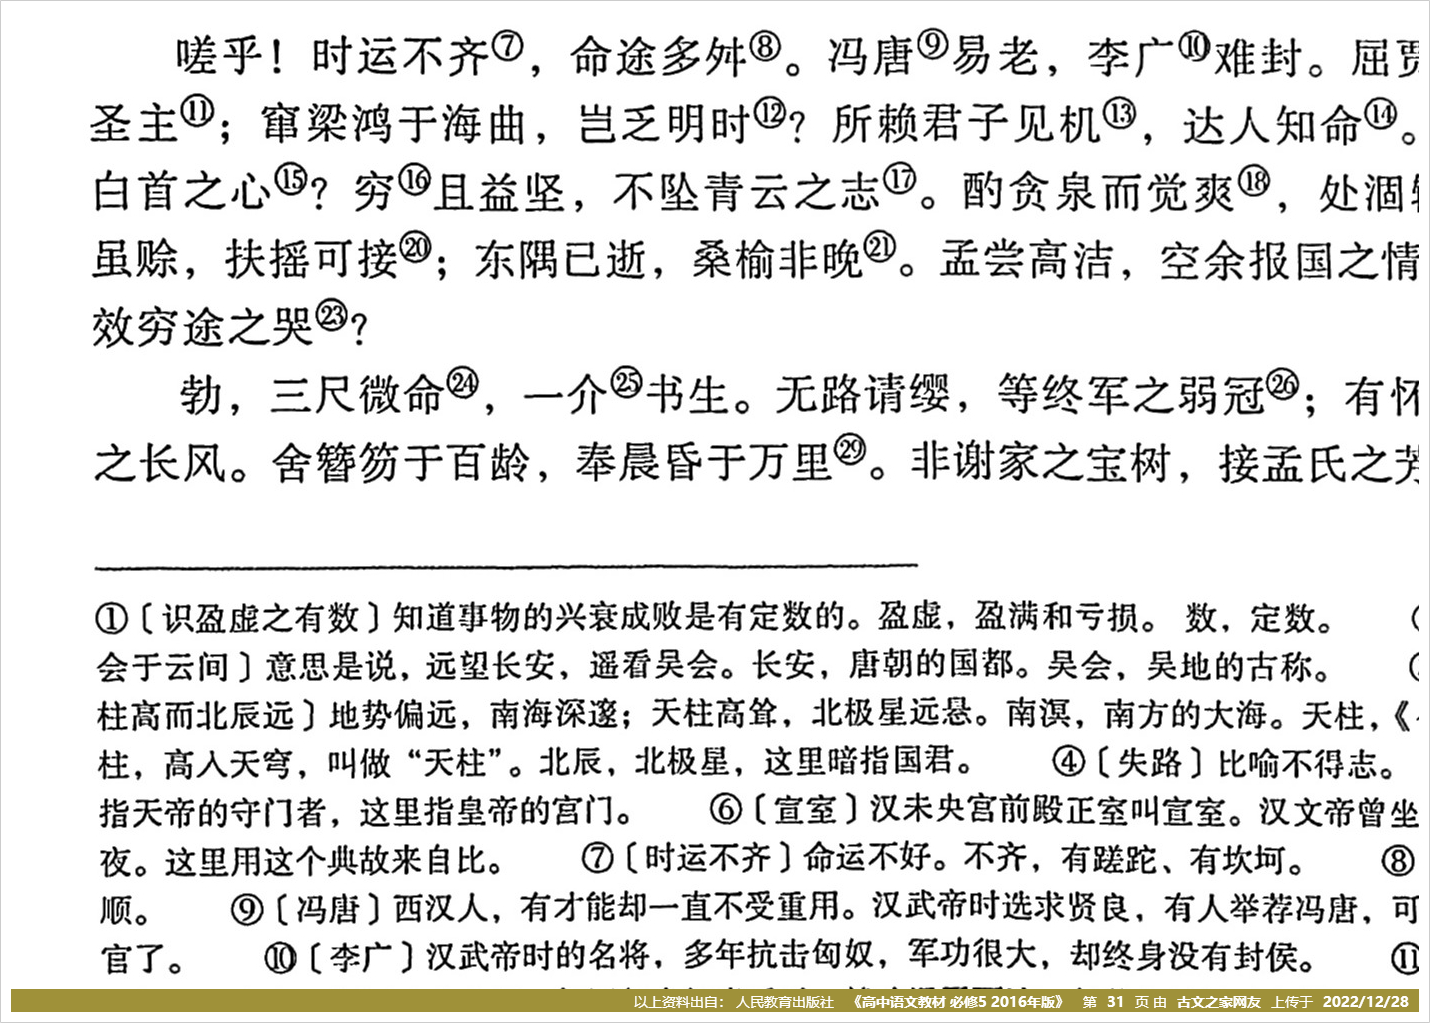 嗟乎！时运不齐⑦，命途多舛⑧。冯唐⑨易老，李广⑩难封。屈贾
圣主⑪；窜梁鸿于海曲，岂乏明时⑫？所赖君子见机⑬，达人知命⑭。
白首之心⑮？穷⑯且益坚，不坠青云之志⑰。酌贪泉而觉爽⑱，处涸
虽赊，扶摇可接⑳；东隅已逝，桑榆非晚㉑。孟尝高洁，空余报国之情
效穷途之哭㉓？
勃，三尺微命㉔，一介㉕书生。无路请缨，等终军之弱冠㉖；有怀
之长风。舍簪笏于百龄，奉晨昏于万里㉙。非谢家之宝树，接孟氏之芳
①〔识盈虚之有数〕知道事物的兴衰成败是有定数的。盈虚，盈满和亏损。 数，定数。
会于云间〕意思是说，远望长安，遥看吴会。长安，唐朝的国都。吴会，吴地的古称。
柱高而北辰远〕地势偏远，南海深邃；天柱高耸，北极星远悬。南溟，南方的大海。天柱，《
柱，高入天穹，叫做“天柱”。北辰，北极星，这里暗指国君。 ④〔失路〕比喻不得志。
指天帝的守门者，这里指皇帝的宫门。 ⑥〔宣室〕汉未央宫前殿正室叫宣室。汉文帝曾坐
夜。这里用这个典故来自比。 ⑦〔时运不齐〕命运不好。不齐，有蹉跎、有坎坷。 ⑧
顺。 ⑨〔冯唐〕西汉人，有才能却一直不受重用。汉武帝时选求贤良，有人举荐冯唐，可
官了。 ⑩〔李广〕汉武帝时的名将，多年抗击匈奴，军功很大，却终身没有封侯。 ⑪
以上资料出自： 人民教育出版社 《高中语文教材 必修5 2016年版》 第 31 页 由 古文之家网友 上传于 2022/12/28